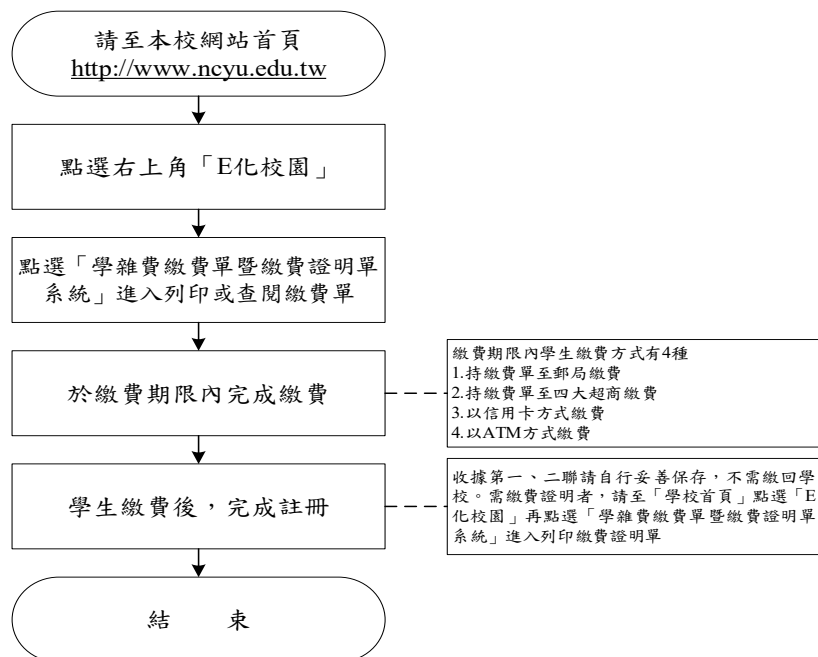 請至本校網站首頁
http://www.ncyu.edu.tw
點選右上角「E化校園」
點選「學雜費繳費單暨繳費證明單
系統」進入列印或查閱繳費單
於繳費期限內完成繳費
繳費期限內學生繳費方式有4種
1.持繳費單至郵局繳費
2.持繳費單至四大超商繳費
3.以信用卡方式繳費
4.以ATM方式繳費
學生繳費後，完成註冊
收據第一、二聯請自行妥善保存，不需繳回學
校。需繳費證明者，請至「學校首頁」點選「E
化校園」再點選「學雜費繳費單暨繳費證明單
系統」進入列印繳費證明單
結　　束